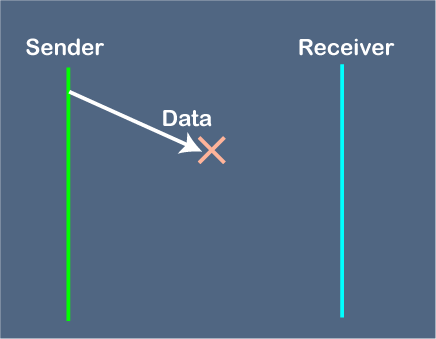 Sender
Receiver
Data